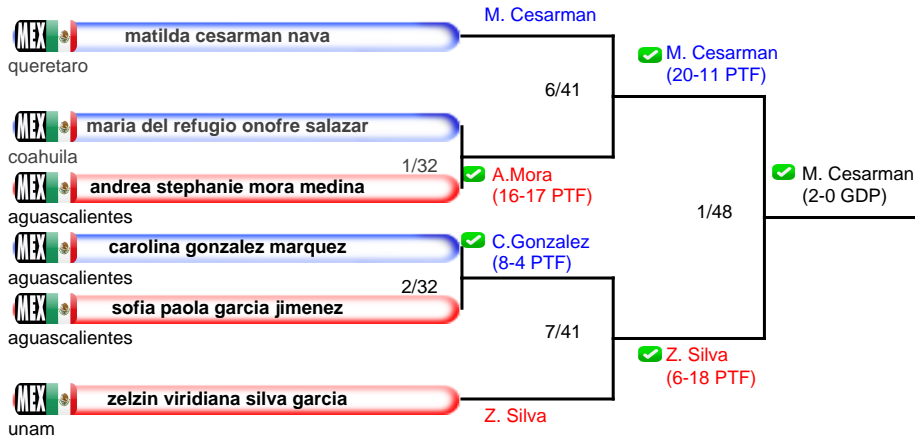 M. Cesarman
MEX matilda cesarman nava
queretaro
M. Cesarman
(20-11 PTF)
6/41
MEX maria del refugio onofre salazar
coahuila
1/32
A.Mora
(16-17 PTF)
MEX andrea stephanie mora medina
aguascalientes
M. Cesarman
(2-0 GDP)
1/48
MEX carolina gonzalez marquez
aguascalientes
C.Gonzalez
(8-4 PTF)
2/32
MEX sofia paola garcia jimenez
aguascalientes
7/41
Z. Silva
(6-18 PTF)
MEX zelzin viridiana silva garcia
unam
Z. Silva